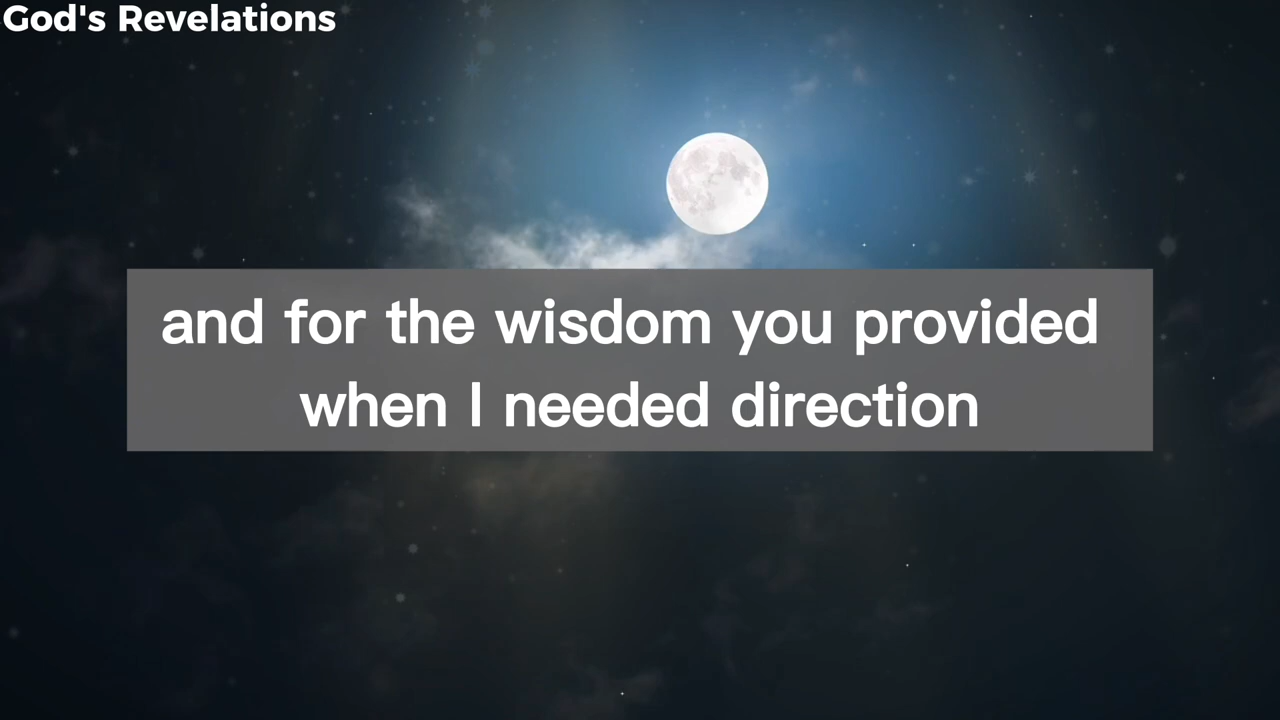 God's Revelations
and for the wisdom you provided
when I needed direction